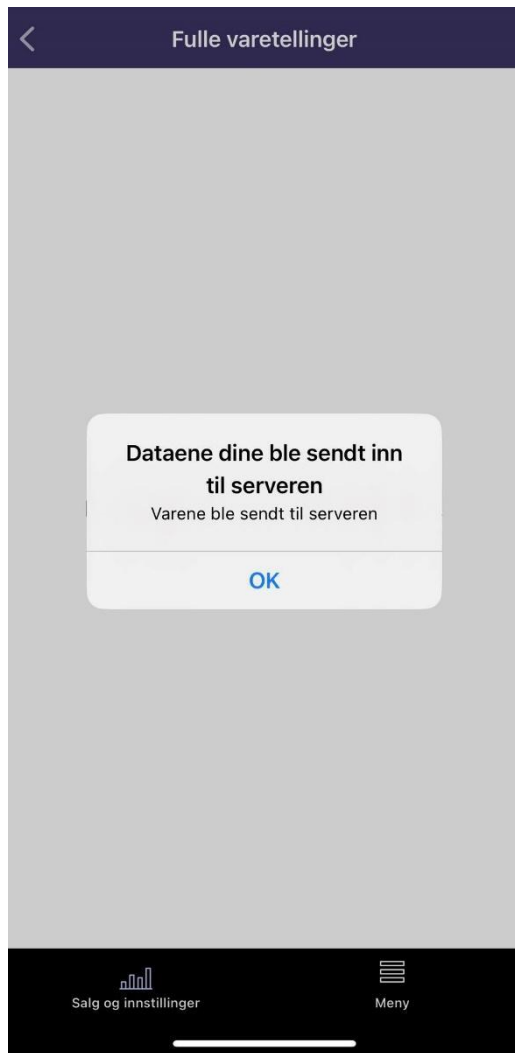 Fulle varetellinger
Dataene dine ble sendt inn
til serveren
Varene ble sendt til serveren
OK
Salg og innstillinger
Meny